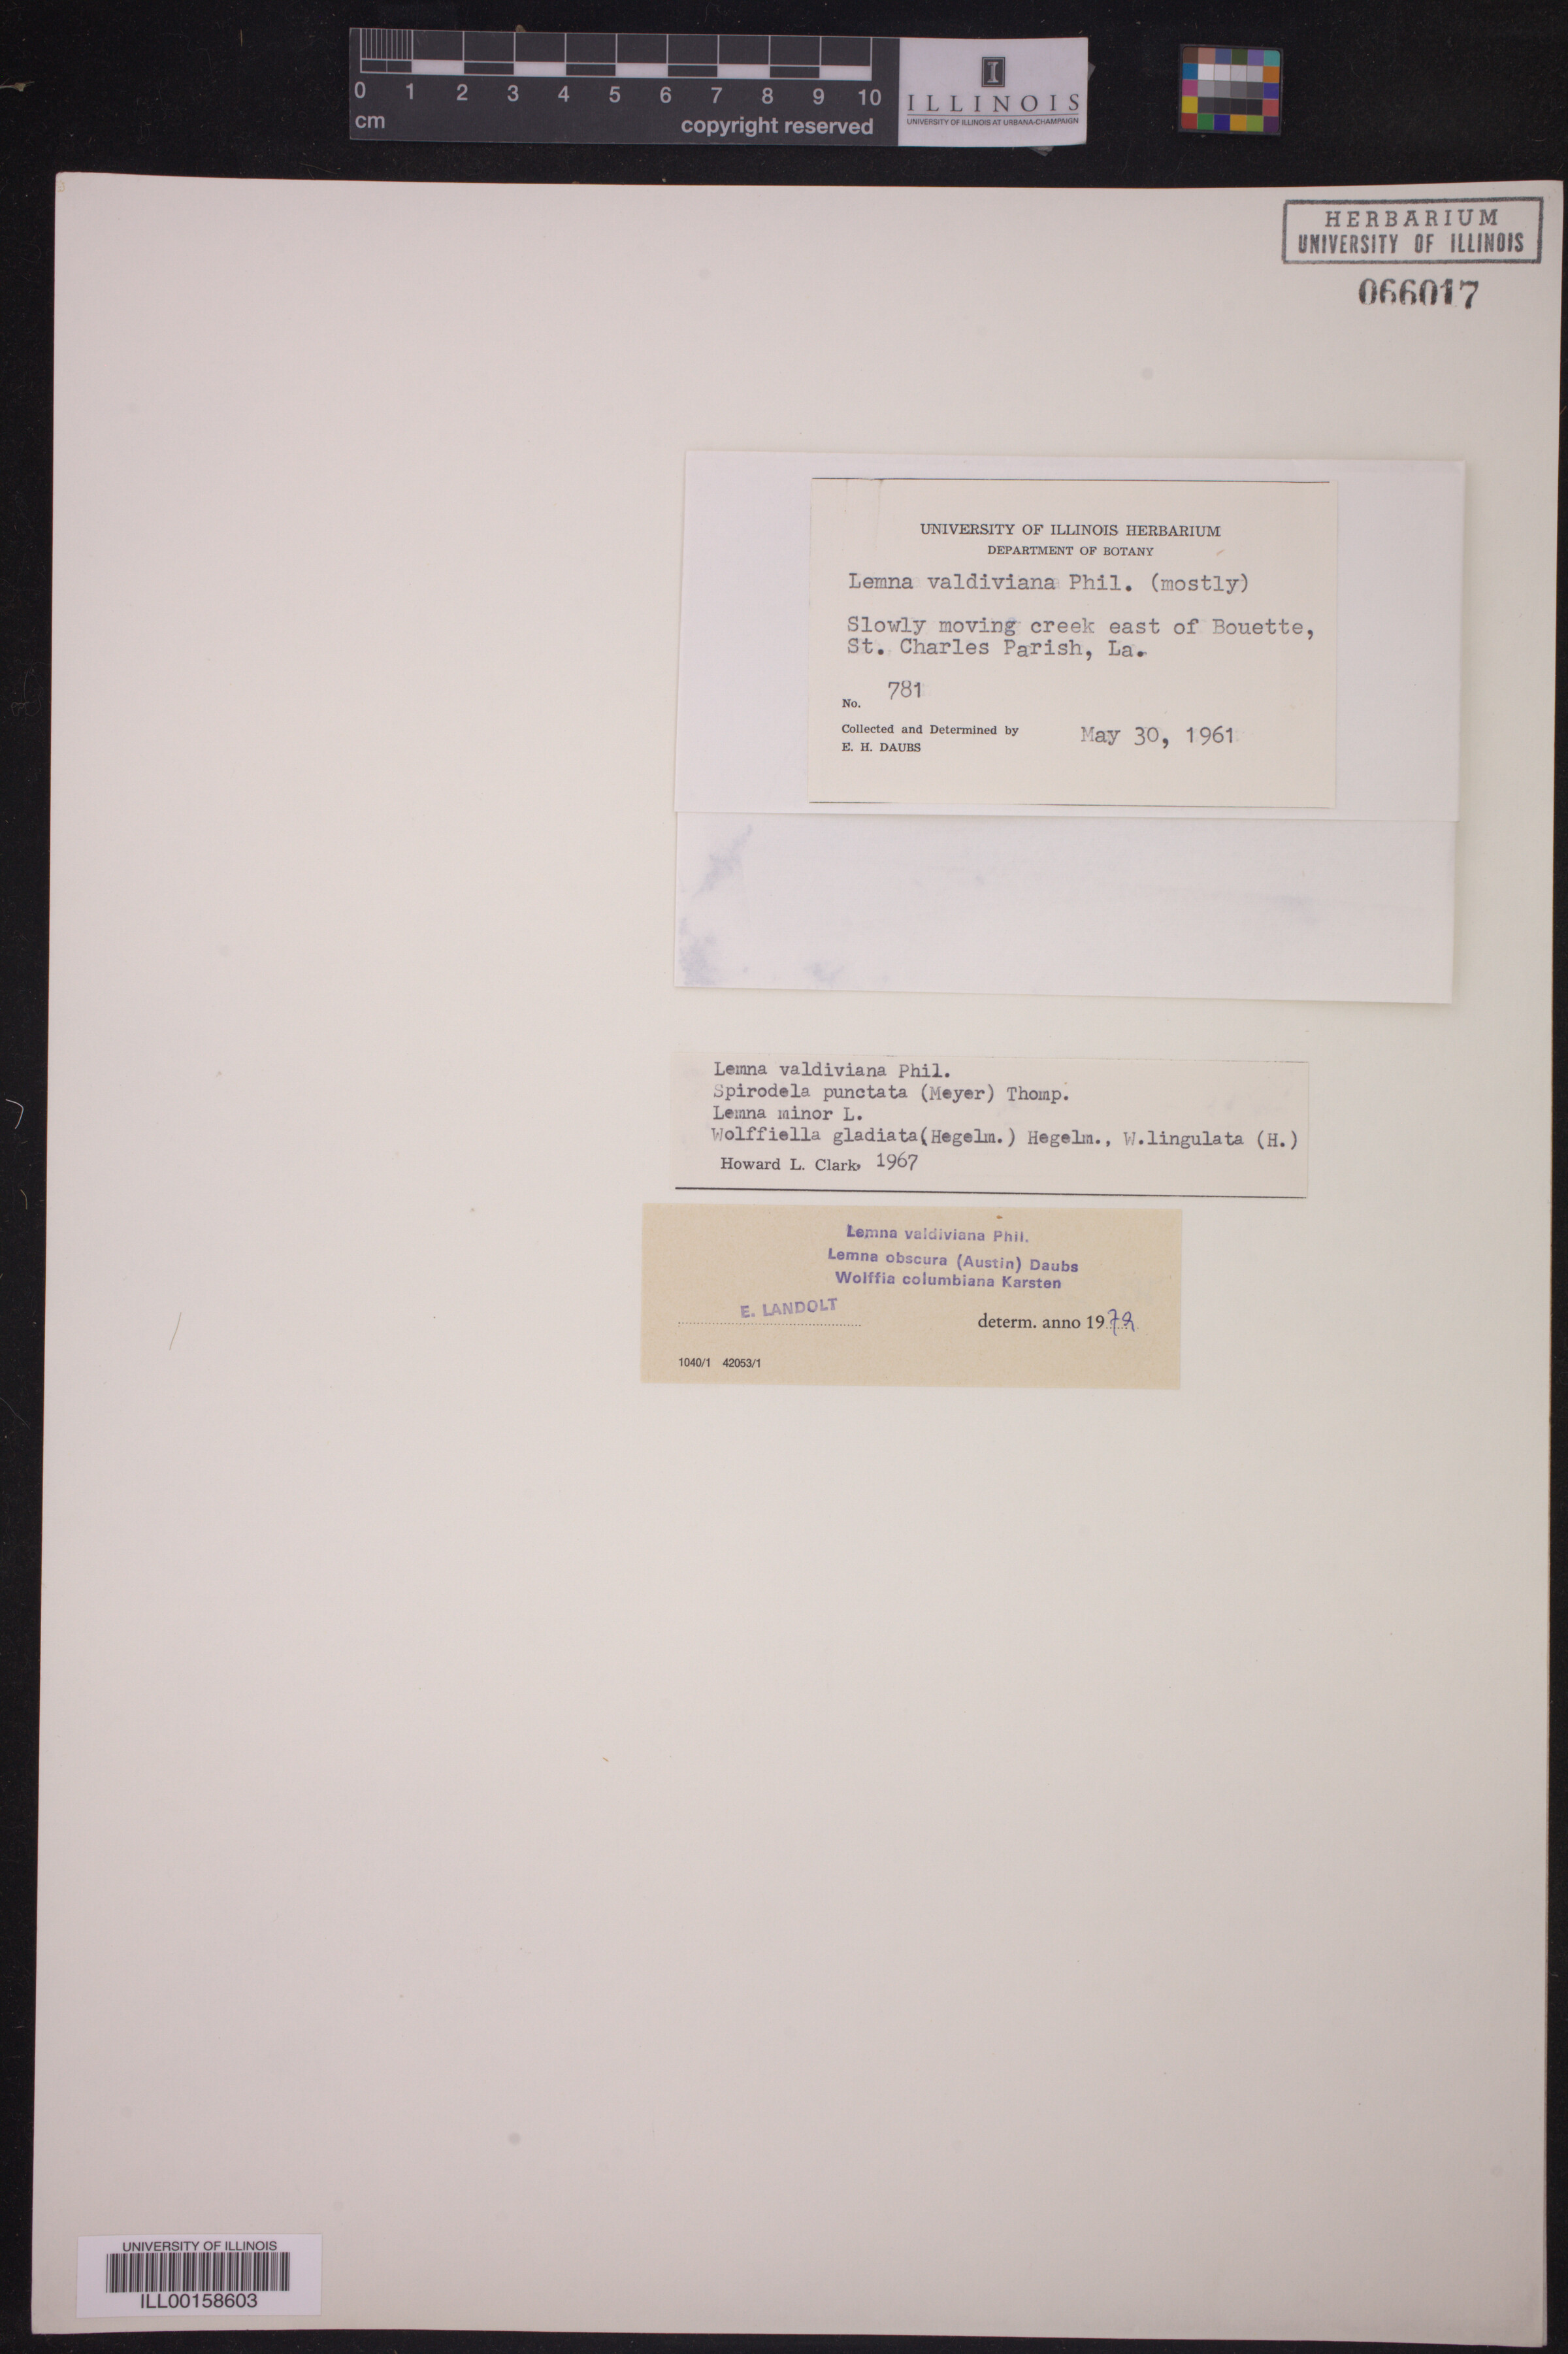 0 1 2 3 4 5 6 7 8 9 10
cm
copyright reserved
I
ILLINOIS
UNIVERSITY OF ILLINOIS AT URBANA-CHAMPAIGN
HERBARIUM
UNIVERSITY OF ILLINOIS
066017
UNIVERSITY OF ILLINOIS HERBARIUM
DEPARTMENT OF BOTANY
Lemna valdiviana Phil. (mostly)
Slowly moving creek east of Bouette,
St. Charles Parish, La.
No. 781
Collected and Determined by
E. H. DAUBS
May 30, 1961
Lemna valdiviana Phil.
Spirodela punctata (Meyer) Thomp.
Lemna minor L.
Wolffiella gladiata(Hegelm.) Hegelm., W.lingulata (H.)
Howard L. Clark, 1967
Lemna valdiviana Phil.
Lemna obscura (Austin) Daubs
Wolffia columbiana Karsten
E. LANDOLT
determ. anno 19
1040/1 42053/1
UNIVERSITY OF ILLINOIS
ILL00158603